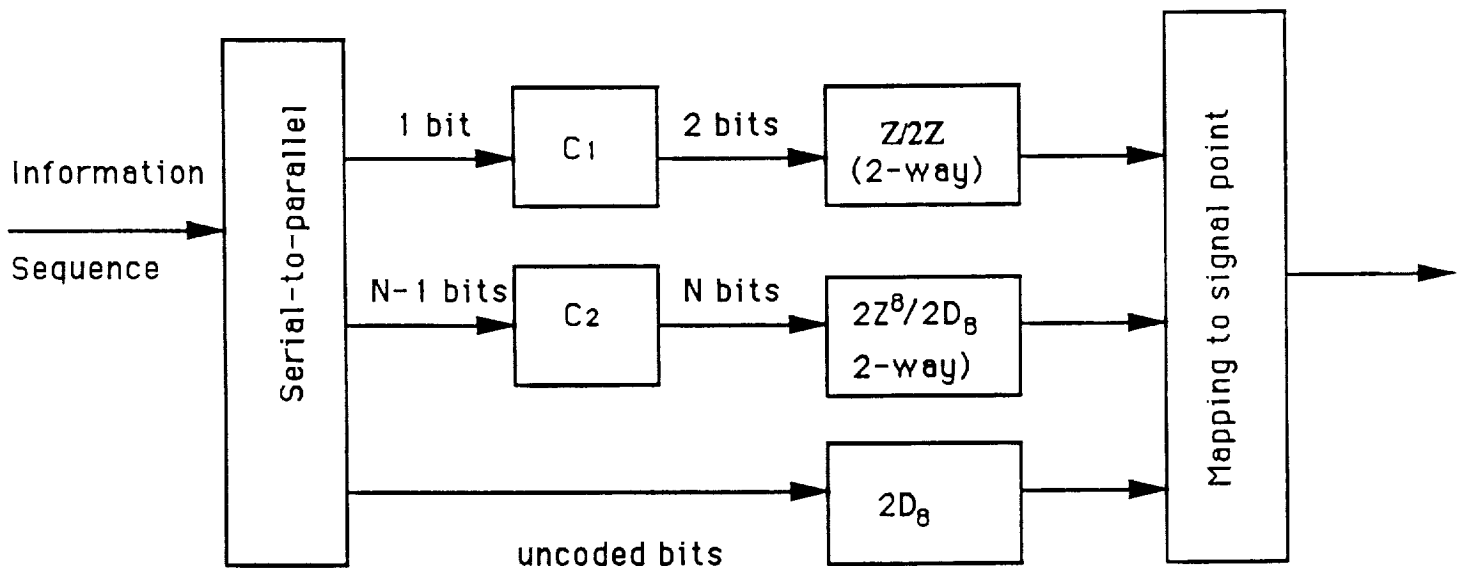 Information
Sequence
Serial-to-parallel
1 bit
C1
2 bits
Z/2Z
(2-way)
N-1 bits
C2
N bits
2Z⁸/2D₈
2-way)
uncoded bits
2D₈
Mapping to signal point